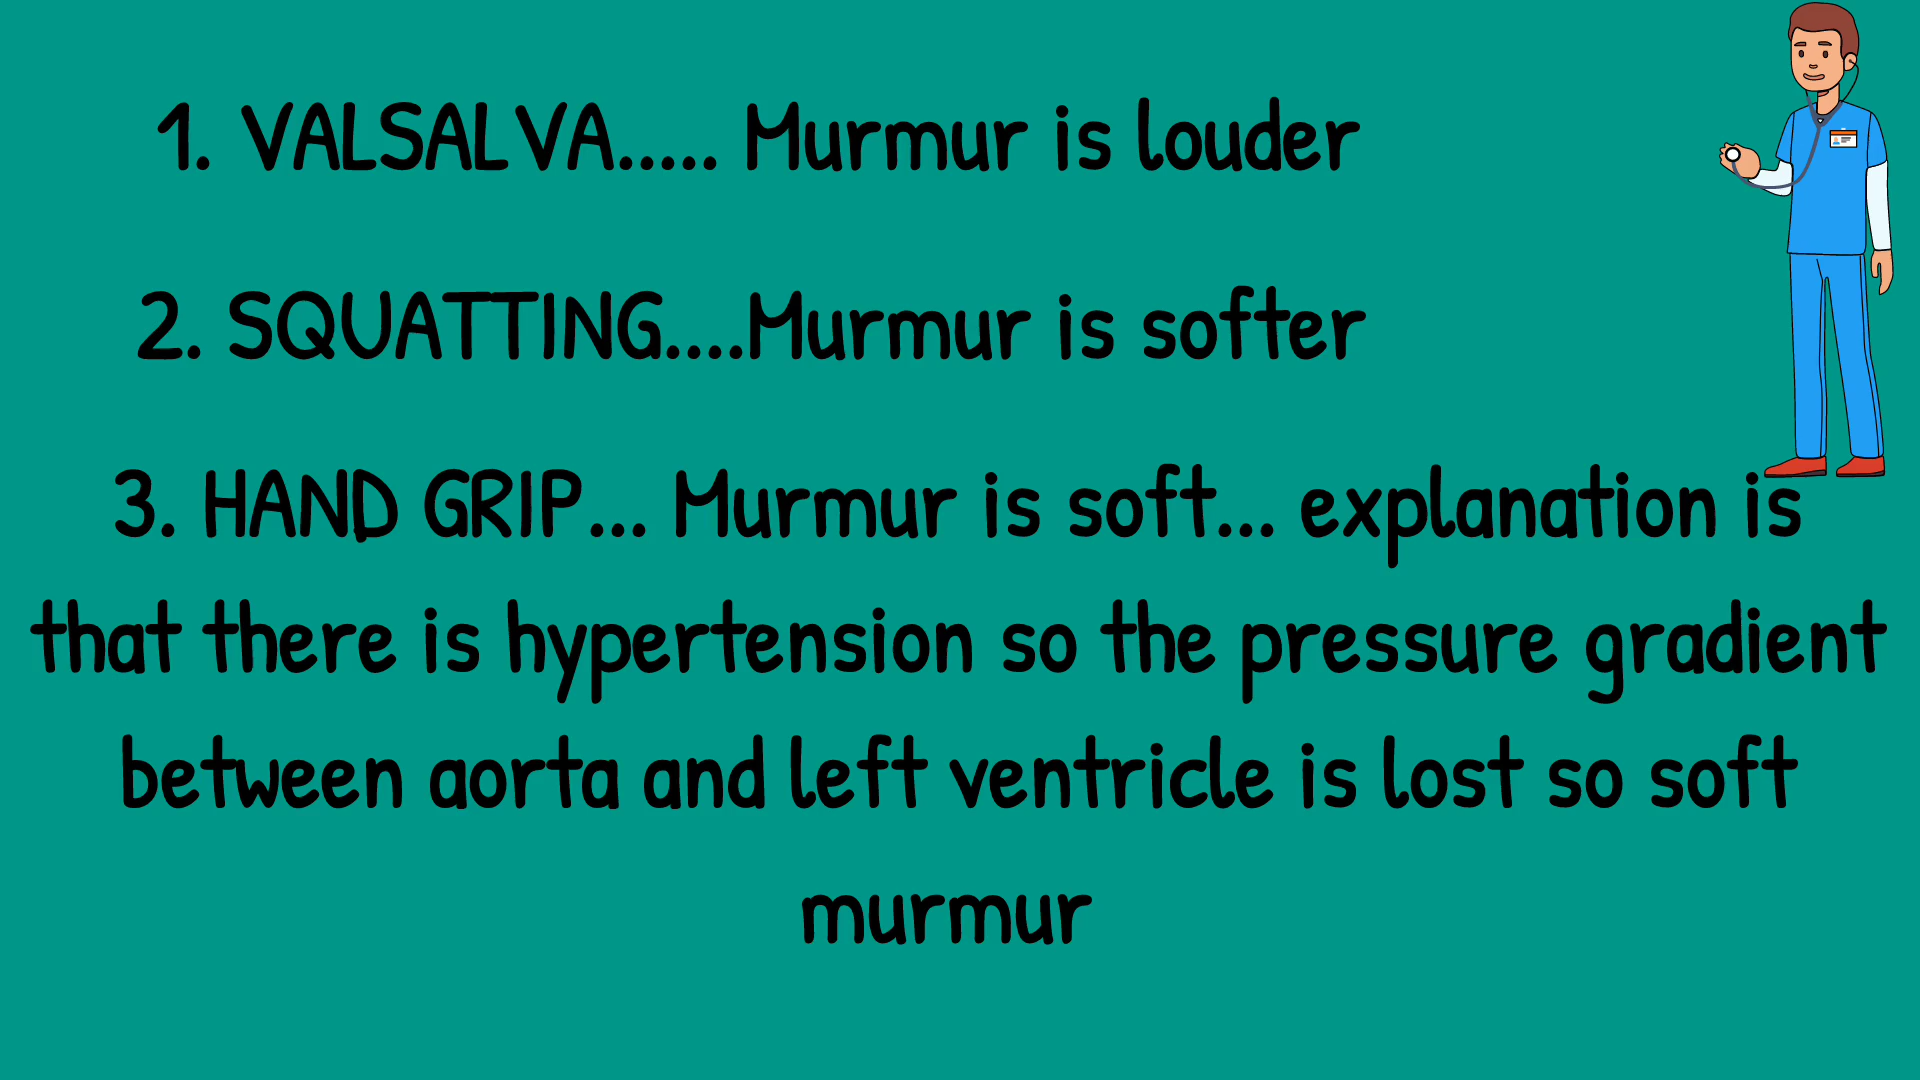 1. VALSALVA..... Murmur is louder
2. SQUATTING....Murmur is softer
3. HAND GRIP... Murmur is soft... explanation is
that there is hypertension so the pressure gradient
between aorta and left ventricle is lost so soft
murmur